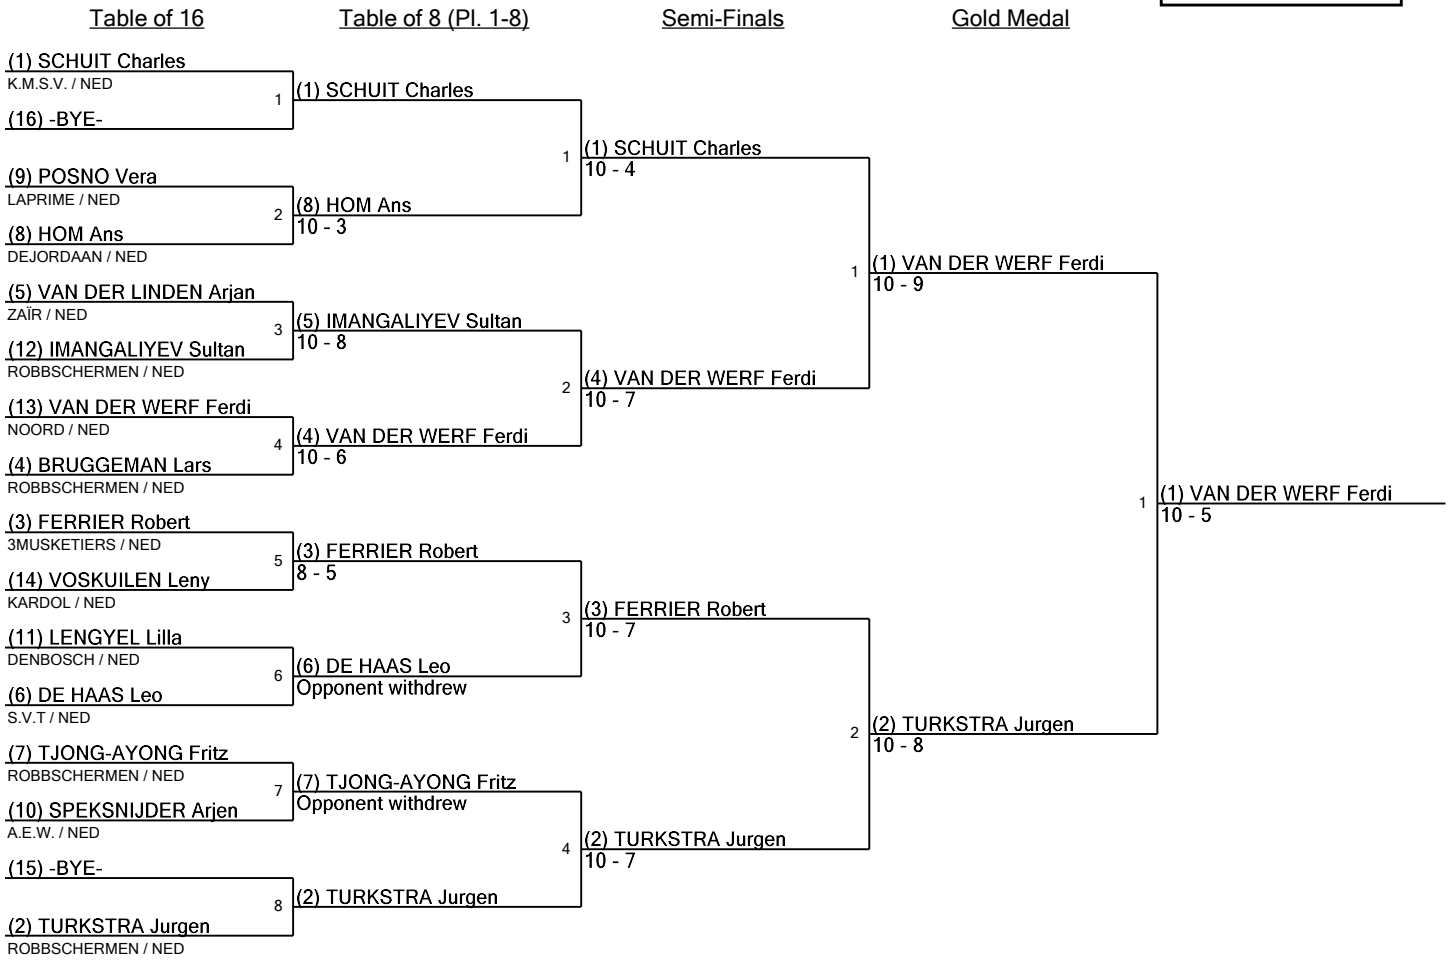 Table of 16
Table of 8 (Pl. 1-8)
Semi-Finals
Gold Medal
(1) SCHUIT Charles
K.M.S.V. / NED
(16) -BYE-
(9) POSNO Vera
LAPRIME / NED
(8) HOM Ans
DEJORDAAN / NED
(5) VAN DER LINDEN Arjan
ZAÏR / NED
(12) IMANGALIYEV Sultan
ROBBSCHERMEN / NED
(13) VAN DER WERF Ferdi
NOORD / NED
(4) BRUGGEMAN Lars
ROBBSCHERMEN / NED
(3) FERRIER Robert
3MUSKETIERS / NED
(14) VOSKUILEN Leny
KARDOL / NED
(11) LENGYEL Lilla
DENBOSCH / NED
(6) DE HAAS Leo
S.V.T / NED
(7) TJONG-AYONG Fritz
ROBBSCHERMEN / NED
(10) SPEKSNIJDER Arjen
A.E.W. / NED
(15) -BYE-
(2) TURKSTRA Jurgen
ROBBSCHERMEN / NED
1
(1) SCHUIT Charles
2
(8) HOM Ans
10 - 3
3
(5) IMANGALIYEV Sultan
10 - 8
4
(4) VAN DER WERF Ferdi
10 - 6
5
(3) FERRIER Robert
8 - 5
6
(6) DE HAAS Leo
Opponent withdrew
7
(7) TJONG-AYONG Fritz
Opponent withdrew
8
(2) TURKSTRA Jurgen
1
(1) SCHUIT Charles
10 - 4
2
(4) VAN DER WERF Ferdi
10 - 7
3
(3) FERRIER Robert
10 - 7
4
(2) TURKSTRA Jurgen
10 - 7
1
(1) VAN DER WERF Ferdi
10 - 9
2
(2) TURKSTRA Jurgen
10 - 8
1
(1) VAN DER WERF Ferdi
10 - 5